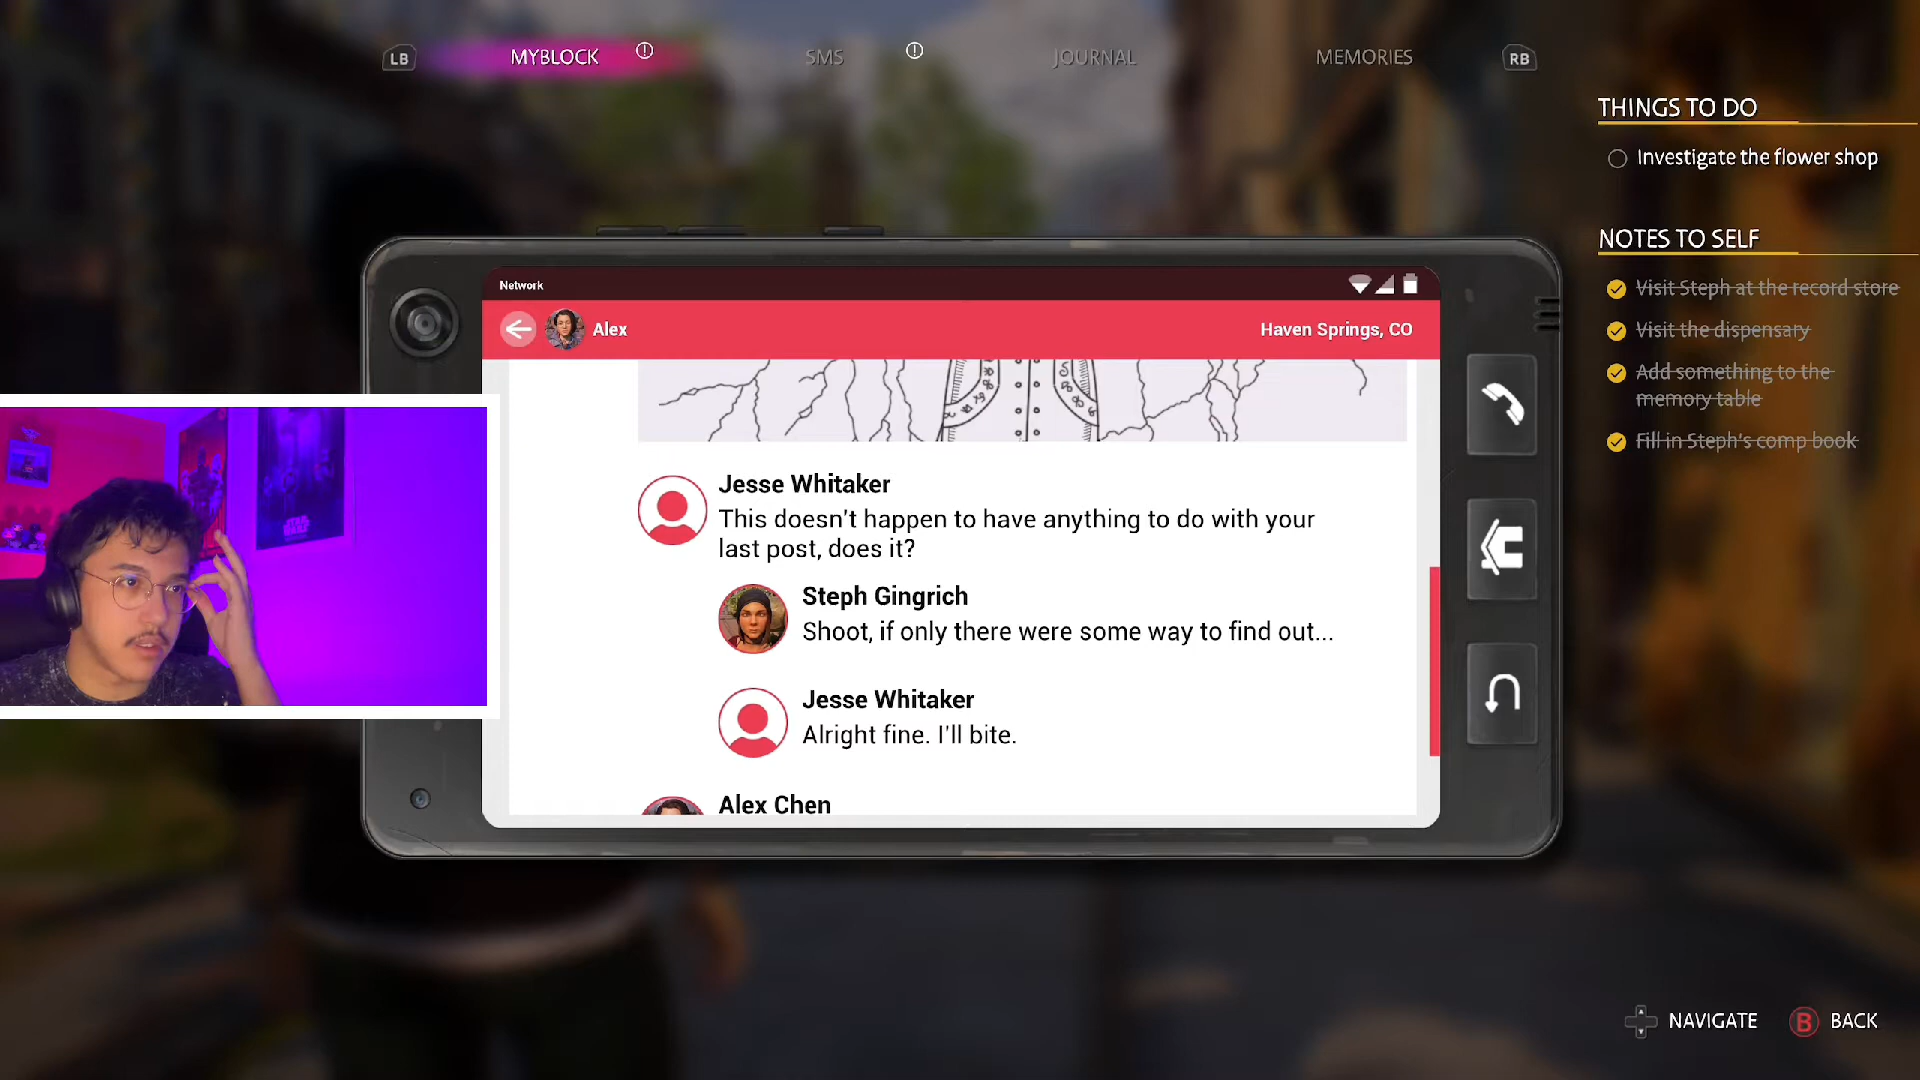 LB
MYBLOCK
SMS
JOURNAL
MEMORIES
RB
THINGS TO DO
Investigate the flower shop
NOTES TO SELF
Visit Steph at the record store
Visit the dispensary
Add something to the
memory table
Fill in Steph's comp book
Network
Alex
Haven Springs, CO
Jesse Whitaker
This doesn't happen to have anything to do with your
last post, does it?
Steph Gingrich
Shoot, if only there were some way to find out...
Jesse Whitaker
Alright fine. I'll bite.
Alex Chen
STAR
WARS
NAVIGATE
B BACK